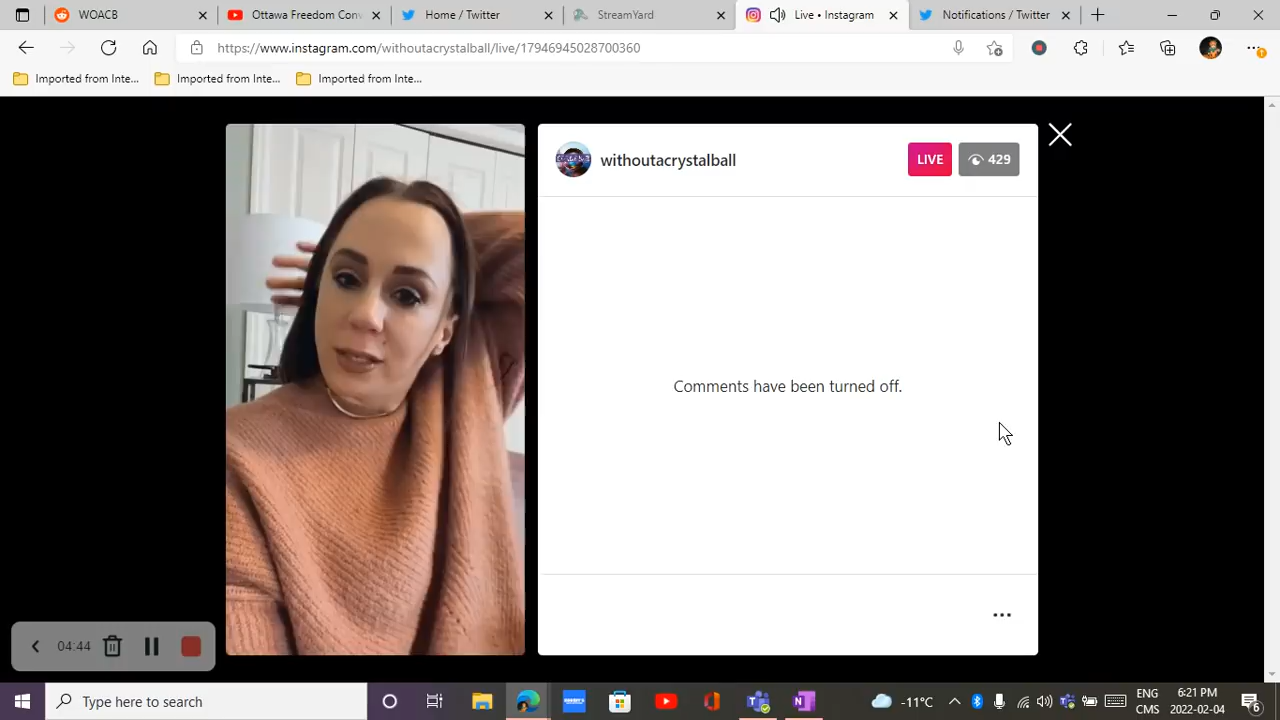 WOACB
Ottawa Freedom Con
Home / Twitter
StreamYard
Live • Instagram
Notifications / Twitter
https://www.instagram.com/withoutacrystalball/live/17946945028700360
Imported from Inte...
Imported from Inte...
Imported from Inte...
withoutacrystalball
LIVE
429
Comments have been turned off.
04:44
Type here to search
-11°C
ENG
CMS
6:21 PM
2022-02-04
6